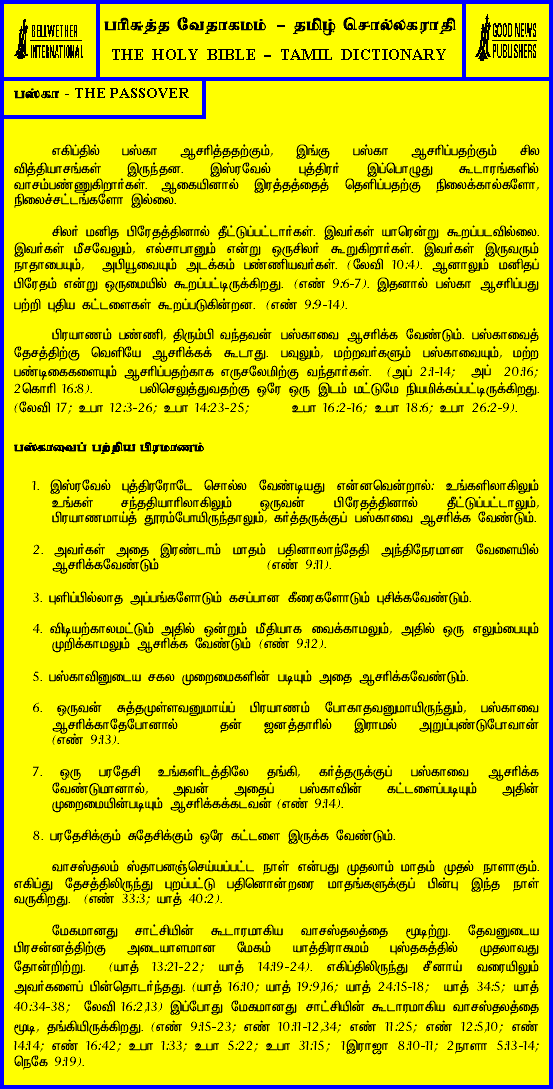 BELLWETHER
INTERNATIONAL
பரிசுத்த வேதாகமம் – தமிழ் சொல்லகராதி
THE HOLY BIBLE – TAMIL DICTIONARY
GOOD NEWS
PUBLISHERS
பஸ்கா - THE PASSOVER
எகிப்தில் பஸ்கா ஆசரித்ததற்கும், இங்கு பஸ்கா ஆசரிப்பதற்கும் சில
வித்தியாசங்கள் இருந்தன. இஸ்ரவேல் புத்திரர் இப்பொழுது கூடாரங்களில்
வாசம்பண்ணுகிறார்கள். ஆகையினால் இரத்தத்தைத் தெளிப்பதற்கு நிலைக்கால்களோ,
நிலைச்சட்டங்களோ இல்லை.
சிலர் மனித பிரேதத்தினால் தீட்டுப்பட்டார்கள். இவர்கள் யாரென்று கூறப்படவில்லை.
இவர்கள் மீசவேலும், எல்சாபானும் என்று ஒருசிலர் கூறுகிறார்கள். இவர்கள் இருவரும்
நாதாபையும், அபியூவையும் அடக்கம் பண்ணியவர்கள். (லேவி 10:4). ஆனாலும் மனிதப்
பிரேதம் என்று ஒருமையில் கூறப்பட்டிருக்கிறது. (எண் 9:6-7). இதனால் பஸ்கா ஆசரிப்பது
பற்றி புதிய கட்டளைகள் கூறப்படுகின்றன. (எண் 9:9-14).
பிரயாணம் பண்ணி, திரும்பி வந்தவன் பஸ்காவை ஆசரிக்க வேண்டும். பஸ்காவைத்
தேசத்திற்கு வெளியே ஆசரிக்கக் கூடாது. பவுலும், மற்றவர்களும் பஸ்காவையும், மற்ற
பண்டிகைகளையும் ஆசரிப்பதற்காக எருசலேமிற்கு வந்தார்கள். (அப் 2:1-14; அப் 20:16;
2கொரி 16:8). பலிசெலுத்துவதற்கு ஒரே ஒரு இடம் மட்டுமே நியமிக்கப்பட்டிருக்கிறது.
(லேவி 17; உபா 12:3-26; உபா 14:23-25; உபா 16:2-16; உபா 18:6; உபா 26:2-9).
பஸ்காவைப் பற்றிய பிரமாணம்
1. இஸ்ரவேல் புத்திரரோடே சொல்ல வேண்டியது என்னவென்றால்: உங்களிலாகிலும்
உங்கள் சந்ததியாரிலாகிலும் ஒருவன் பிரேதத்தினால் தீட்டுப்பட்டாலும்,
பிரயாணமாய்த் தூரம்போயிருந்தாலும், கர்த்தருக்குப் பஸ்காவை ஆசரிக்க வேண்டும்.
2. அவர்கள் அதை இரண்டாம் மாதம் பதினாலாந்தேதி அந்திநேரமான வேளையில்
ஆசரிக்கவேண்டும் (எண் 9:11).
3. புளிப்பில்லாத அப்பங்களோடும் கசப்பான கீரைகளோடும் புசிக்கவேண்டும்.
4. விடியற்காலமட்டும் அதில் ஒன்றும் மீதியாக வைக்காமலும், அதில் ஒரு எலும்பையும்
முறிக்காமலும் ஆசரிக்க வேண்டும் (எண் 9:12).
5. பஸ்காவினுடைய சகல முறைமைகளின் படியும் அதை ஆசரிக்கவேண்டும்.
6. ஒருவன் சுத்தமுள்ளவனுமாய்ப் பிரயாணம் போகாதவனுமாயிருந்தும், பஸ்காவை
ஆசரிக்காதேபோனால் தன் ஜனத்தாரில் இராமல் அறுப்புண்டுபோவான்
(எண் 9:13).
7. ஒரு பரதேசி உங்களிடத்திலே தங்கி, கர்த்தருக்குப் பஸ்காவை ஆசரிக்க
வேண்டுமானால், அவன் அதைப் பஸ்காவின் கட்டளைப்படியும் அதின்
முறைமையின்படியும் ஆசரிக்கக்கடவன் (எண் 9:14).
8. பரதேசிக்கும் சுதேசிக்கும் ஒரே கட்டளை இருக்க வேண்டும்.
வாசஸ்தலம் ஸ்தாபனஞ்செய்யப்பட்ட நாள் என்பது முதலாம் மாதம் முதல் நாளாகும்.
எகிப்து தேசத்திலிருந்து புறப்பட்டு பதினொன்றரை மாதங்களுக்குப் பின்பு இந்த நாள்
வருகிறது. (எண் 33:3; யாத் 40:2).
மேகமானது சாட்சியின் கூடாரமாகிய வாசஸ்தலத்தை மூடிற்று. தேவனுடைய
பிரசன்னத்திற்கு அடையாளமான மேகம் யாத்திராகமம் புஸ்தகத்தில் முதலாவது
தோன்றிற்று. (யாத் 13:21-22; யாத் 14:19-24). எகிப்திலிருந்து சீனாய் வரையிலும்
அவர்களைப் பின்தொடர்ந்தது. (யாத் 16:10; யாத் 19:9,16; யாத் 24:15-18; யாத் 34:5; யாத்
40:34-38; லேவி 16:2,13) இப்போது மேகமானது சாட்சியின் கூடாரமாகிய வாசஸ்தலத்தை
மூடி, தங்கியிருக்கிறது. (எண் 9:15-23; எண் 10:11-12,34; எண் 11:25; எண் 12:5,10; எண்
14:14; எண் 16:42; உபா 1:33; உபா 5:22; உபா 31:15; 1இராஜா 8:10-11; 2நாளா 5:13-14;
நெகே 9:19).